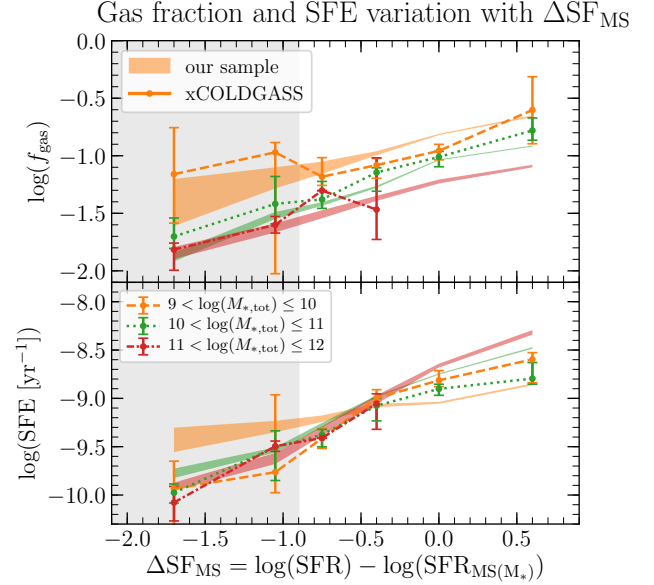 Gas fraction and SFE variation with ΔSF_MS
0.0
−0.5
−1.0
−1.5
−2.0
log(f_gas)
our sample
xCOLDGASS
−8.0
−8.5
−9.0
−9.5
−10.0
log(SFE [yr⁻¹])
9 < log(M_*,tot) ≤ 10
10 < log(M_*,tot) ≤ 11
11 < log(M_*,tot) ≤ 12
−2.0 −1.5 −1.0 −0.5 0.0 0.5
ΔSF_MS = log(SFR) − log(SFR_MS(M_*))